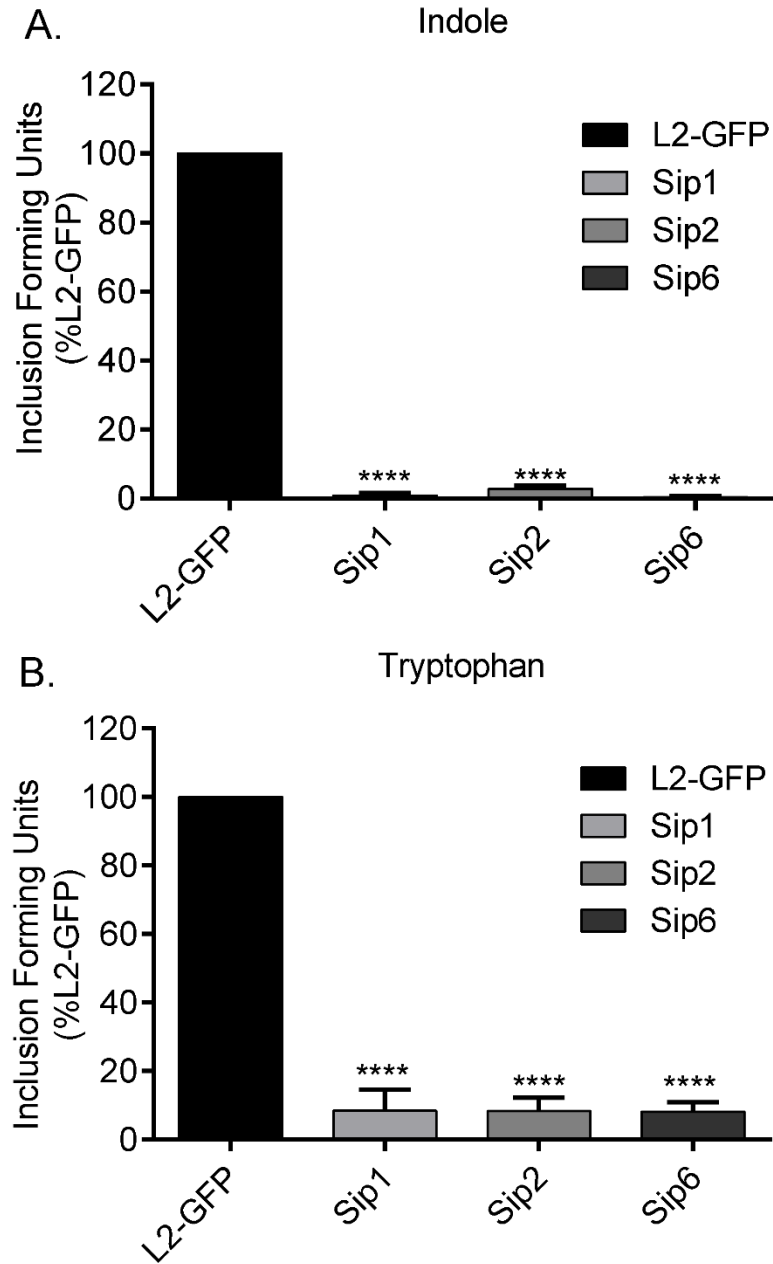 A.
Indole
Inclusion Forming Units
(%L2-GFP)
120
100
80
60
40
20
0
L2-GFP
Sip1
Sip2
Sip6
****
****
****
L2-GFP
Sip1
Sip2
Sip6
B.
Tryptophan
Inclusion Forming Units
(%L2-GFP)
120
100
80
60
40
20
0
L2-GFP
Sip1
Sip2
Sip6
****
****
****
L2-GFP
Sip1
Sip2
Sip6